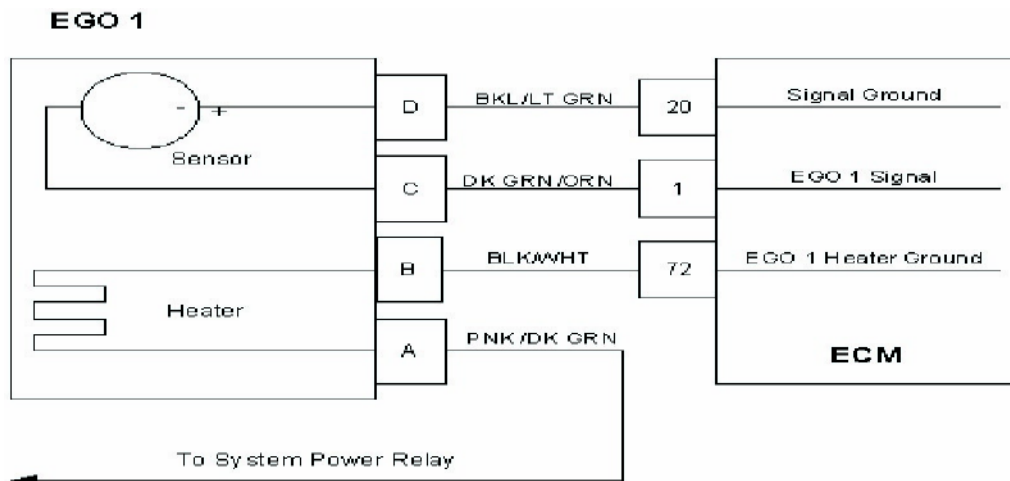 EGO 1
D BKL/LT GRN 20 Signal Ground
- +
Sensor
C DK GRN/ORN 1 EGO 1 Signal
B BLK/WHT 72 EGO 1 Heater Ground
Heater
A PNK/DK GRN
ECM
To System Power Relay